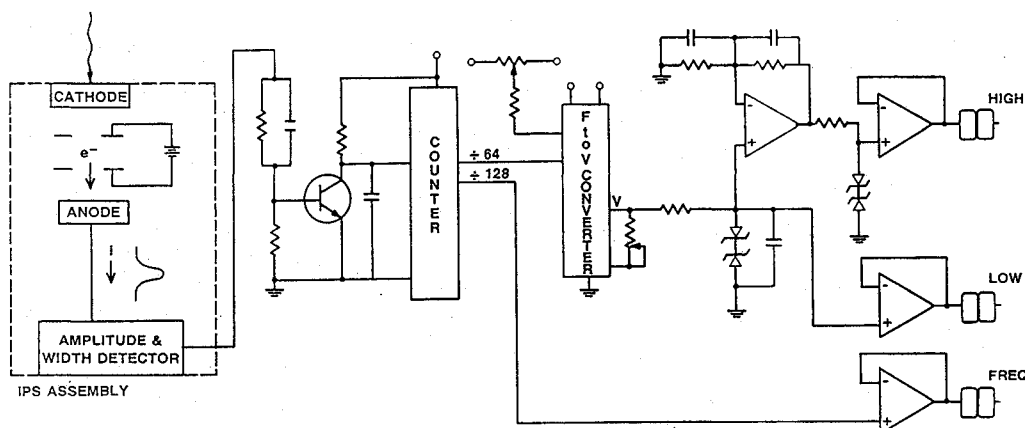 CATHODE
e-
ANODE
i
AMPLITUDE &
WIDTH DETECTOR
IPS ASSEMBLY
COUNTER
÷ 64
÷ 128
F to V CONVERTER
V
-
+
-
+
HIGH
-
+
LOW
-
+
FREQ